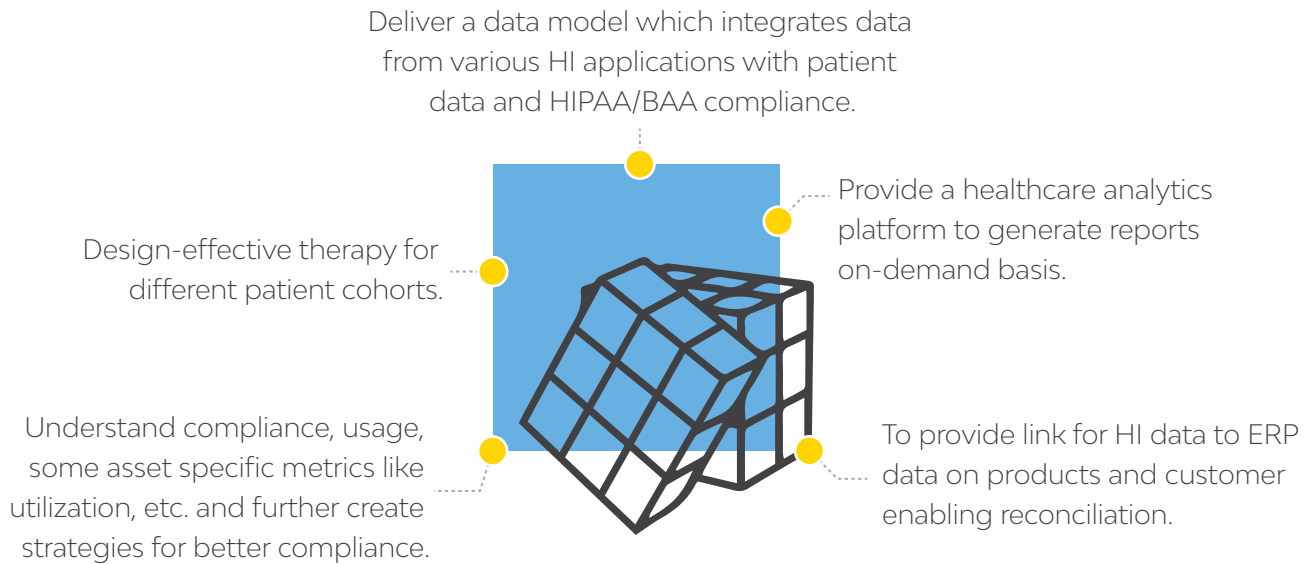 Deliver a data model which integrates data
from various HI applications with patient
data and HIPAA/BAA compliance.
Provide a healthcare analytics
platform to generate reports
on-demand basis.
Design-effective therapy for
different patient cohorts.
Understand compliance, usage,
some asset specific metrics like
utilization, etc. and further create
strategies for better compliance.
To provide link for HI data to ERP
data on products and customer
enabling reconciliation.